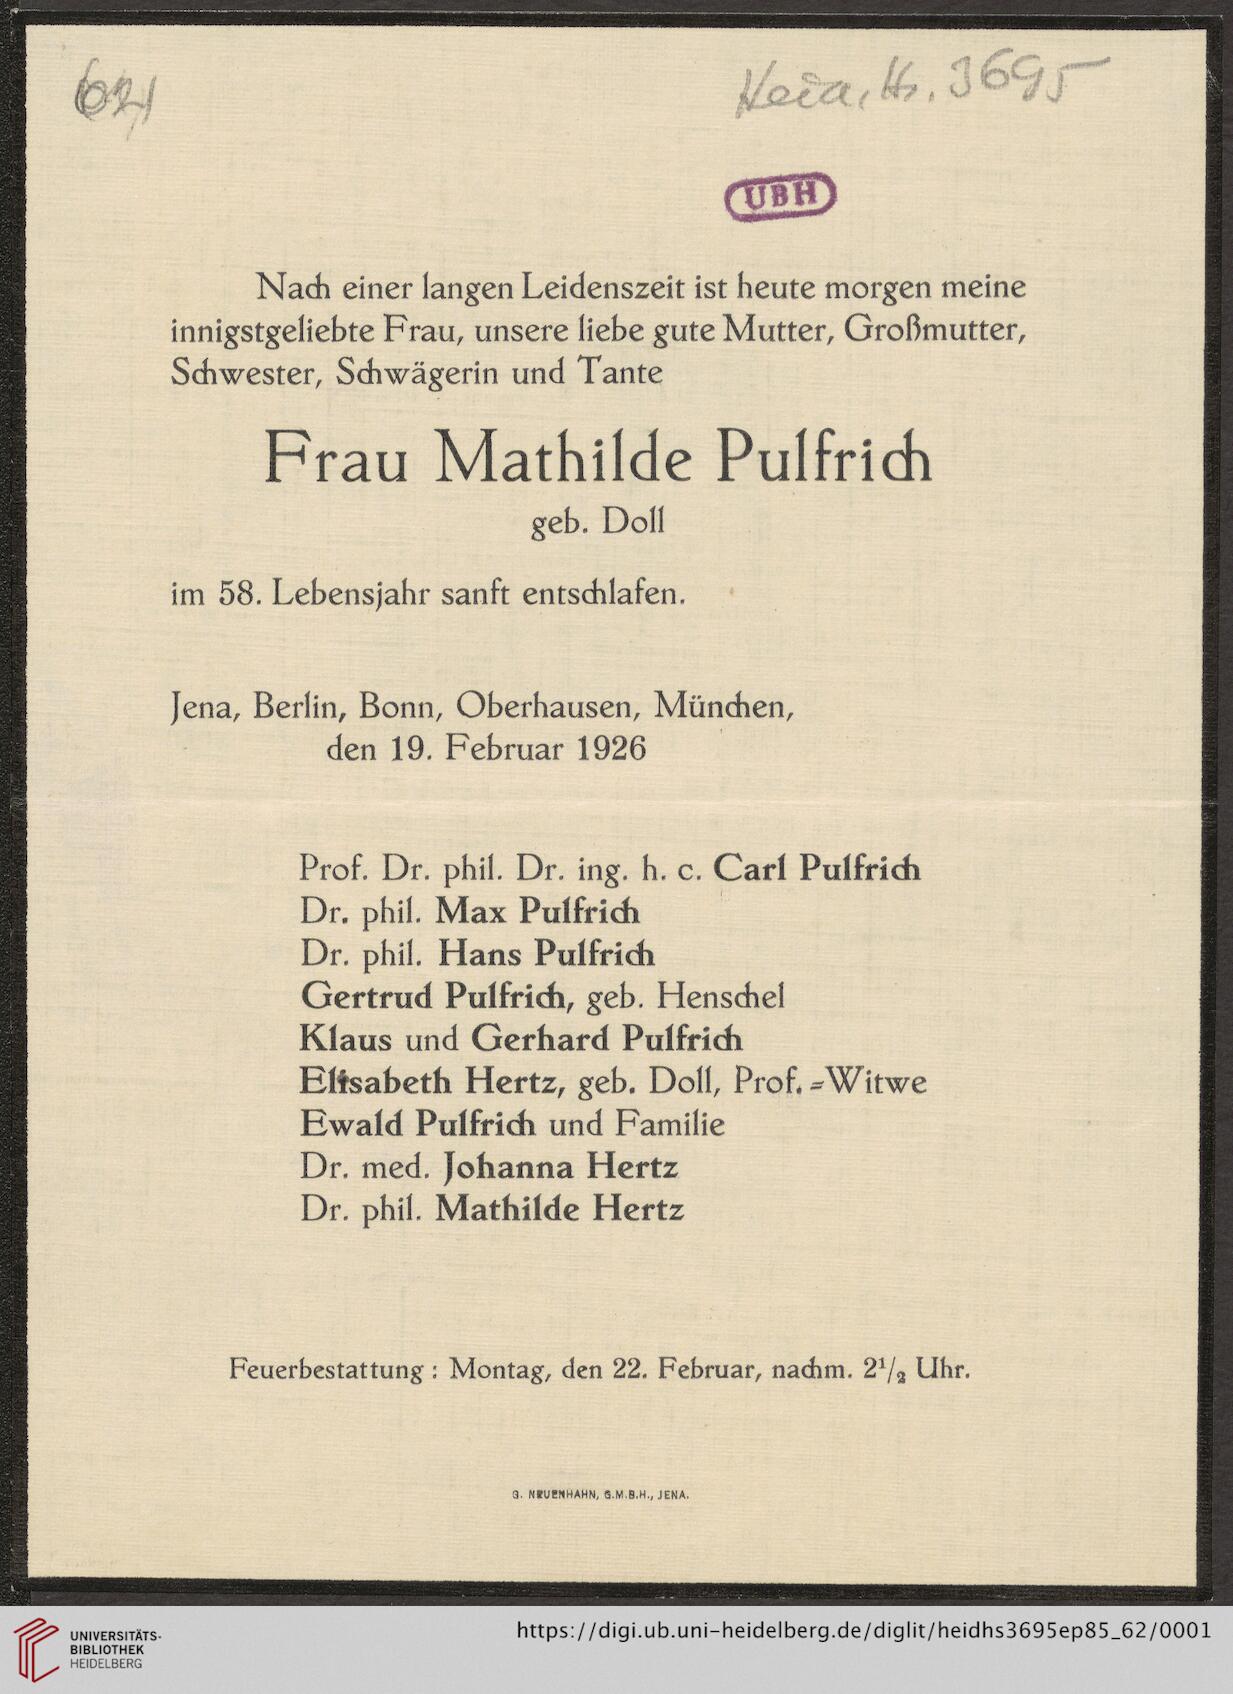 62,
Heid. Hs. 3695
UBH
Nach einer langen Leidenszeit ist heute morgen meine
innigstgeliebte Frau, unsere liebe gute Mutter, Großmutter,
Schwester, Schwägerin und Tante
Frau Mathilde Pulfrich
geb. Doll
im 58. Lebensjahr sanft entschlafen.
Jena, Berlin, Bonn, Oberhausen, München,
den 19. Februar 1926
Prof. Dr. phil. Dr. ing. h. c. Carl Pulfrich
Dr. phil. Max Pulfrich
Dr. phil. Hans Pulfrich
Gertrud Pulfrich, geb. Henschel
Klaus und Gerhard Pulfrich
Elisabeth Hertz, geb. Doll, Prof.=Witwe
Ewald Pulfrich und Familie
Dr. med. Johanna Hertz
Dr. phil. Mathilde Hertz
Feuerbestattung: Montag, den 22. Februar, nachm. 2¹/₂ Uhr.
G. NEUENHAHN, G.M.B.H., JENA.
UNIVERSITÄTS-
BIBLIOTHEK
HEIDELBERG
https://digi.ub.uni-heidelberg.de/diglit/heidhs3695ep85_62/0001